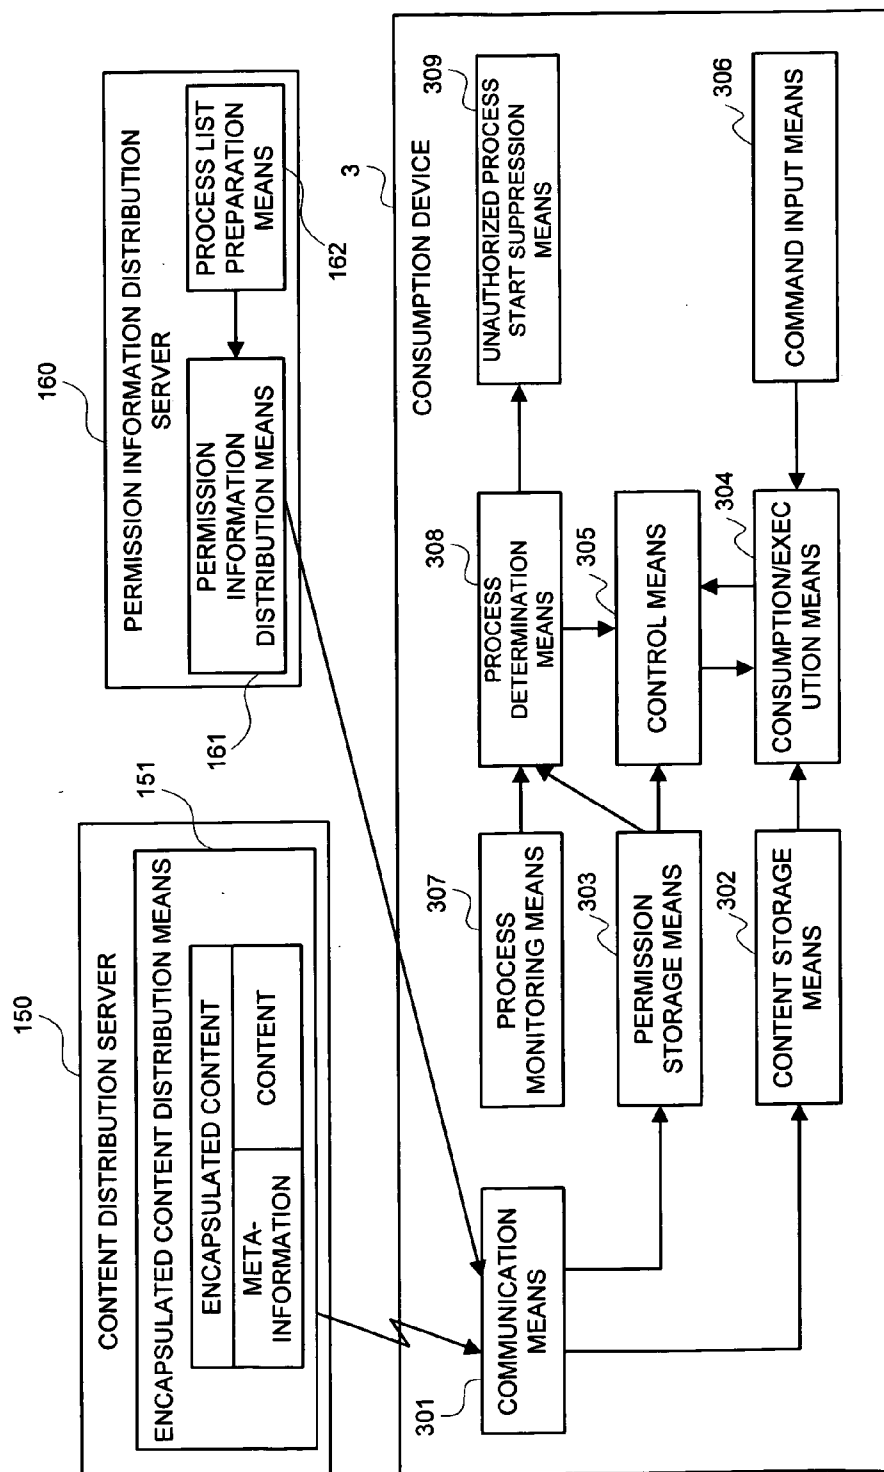 150
CONTENT DISTRIBUTION SERVER
151
ENCAPSULATED CONTENT DISTRIBUTION MEANS
ENCAPSULATED CONTENT
META-
INFORMATION
CONTENT
160
PERMISSION INFORMATION DISTRIBUTION
SERVER
161
PERMISSION
INFORMATION
DISTRIBUTION MEANS
PROCESS LIST
PREPARATION
MEANS
162
3
CONSUMPTION DEVICE
301
COMMUNICATION
MEANS
307
PROCESS
MONITORING MEANS
308
PROCESS
DETERMINATION
MEANS
309
UNAUTHORIZED PROCESS
START SUPPRESSION
MEANS
303
PERMISSION
STORAGE MEANS
305
CONTROL MEANS
302
CONTENT STORAGE
MEANS
304
CONSUMPTION/EXEC
UTION MEANS
306
COMMAND INPUT MEANS